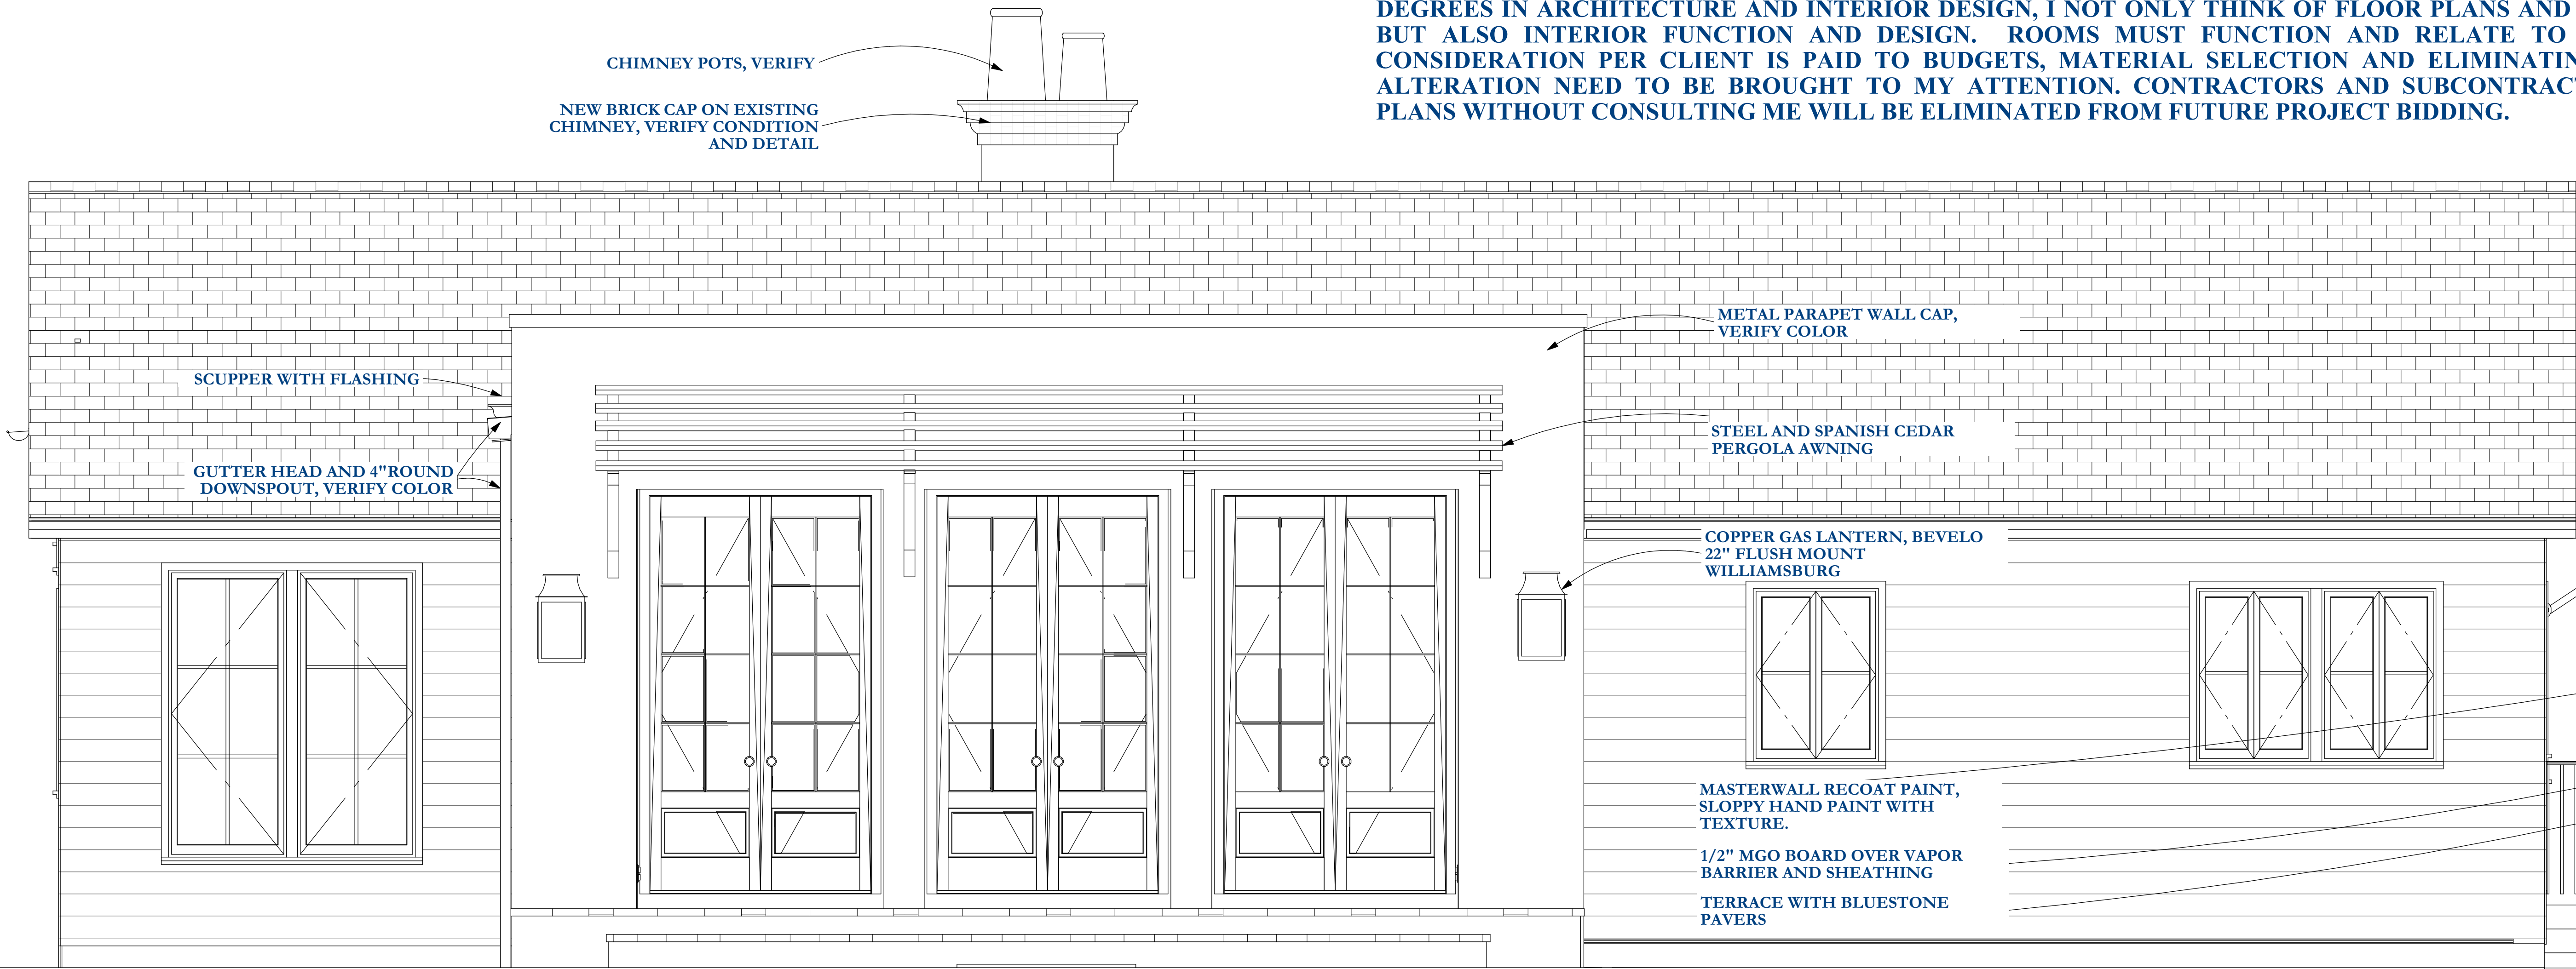 DEGREES IN ARCHITECTURE AND INTERIOR DESIGN, I NOT ONLY THINK OF FLOOR PLANS AND
BUT ALSO INTERIOR FUNCTION AND DESIGN. ROOMS MUST FUNCTION AND RELATE TO
CONSIDERATION PER CLIENT IS PAID TO BUDGETS, MATERIAL SELECTION AND ELIMINATIN
ALTERATION NEED TO BE BROUGHT TO MY ATTENTION. CONTRACTORS AND SUBCONTRACT
PLANS WITHOUT CONSULTING ME WILL BE ELIMINATED FROM FUTURE PROJECT BIDDING.
CHIMNEY POTS, VERIFY
NEW BRICK CAP ON EXISTING
CHIMNEY, VERIFY CONDITION
AND DETAIL
METAL PARAPET WALL CAP,
VERIFY COLOR
SCUPPER WITH FLASHING
STEEL AND SPANISH CEDAR
PERGOLA AWNING
GUTTER HEAD AND 4"ROUND
DOWNSPOUT, VERIFY COLOR
COPPER GAS LANTERN, BEVELO
22" FLUSH MOUNT
WILLIAMSBURG
MASTERWALL RECOAT PAINT,
SLOPPY HAND PAINT WITH
TEXTURE.
1/2" MGO BOARD OVER VAPOR
BARRIER AND SHEATHING
TERRACE WITH BLUESTONE
PAVERS